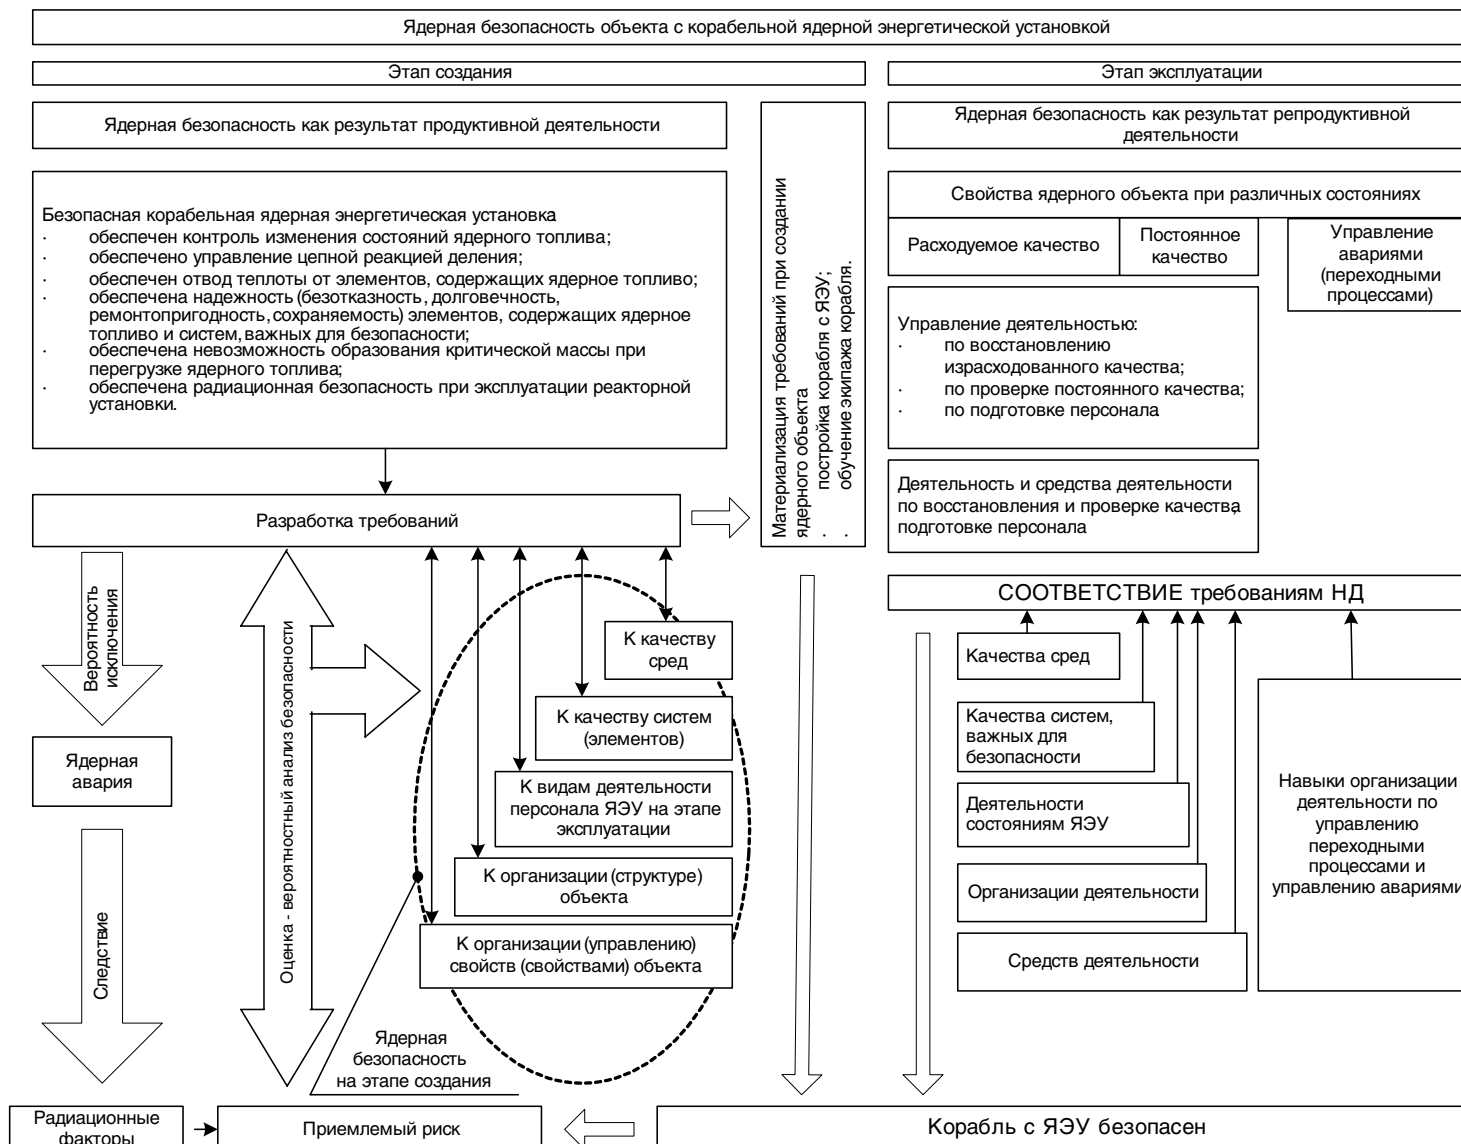 Ядерная безопасность объекта с корабельной ядерной энергетической установкой
Этап создания
Этап эксплуатации
Ядерная безопасность как результат продуктивной деятельности
Ядерная безопасность как результат репродуктивной
деятельности
Безопасная корабельная ядерная энергетическая установка
· обеспечен контроль изменения состояний ядерного топлива;
· обеспечено управление цепной реакцией деления;
· обеспечен отвод теплоты от элементов, содержащих ядерное топливо;
· обеспечена надежность (безотказность, долговечность,
ремонтопригодность, сохраняемость) элементов, содержащих ядерное
топливо и систем, важных для безопасности;
· обеспечена невозможность образования критической массы при
перегрузке ядерного топлива;
· обеспечена радиационная безопасность при эксплуатации реакторной
установки.
Материализация требований при создании
ядерного объекта
· постройка корабля с ЯЭУ;
· обучение экипажа корабля.
Свойства ядерного объекта при различных состояниях
Расходуемое качество
Постоянное
качество
Управление
авариями
(переходными
процессами)
Управление деятельностью:
· по восстановлению
израсходованного качества;
· по проверке постоянного качества;
· по подготовке персонала
Деятельность и средства деятельности
по восстановления и проверке качества,
подготовке персонала
Разработка требований
Вероятность
исключения
Ядерная
авария
Следствие
Оценка - вероятностный анализ безопасности
К качеству
сред
К качеству систем
(элементов)
К видам деятельности
персонала ЯЭУ на этапе
эксплуатации
К организации (структуре)
объекта
К организации (управлению)
свойств (свойствами) объекта
Ядерная
безопасность
на этапе создания
СООТВЕТСТВИЕ требованиям НД
Качества сред
Качества систем,
важных для
безопасности
Деятельности
состояниям ЯЭУ
Организации деятельности
Средств деятельности
Навыки организации
деятельности по
управлению
переходными
процессами и
управлению авариями
Радиационные
факторы
Приемлемый риск
Корабль с ЯЭУ безопасен